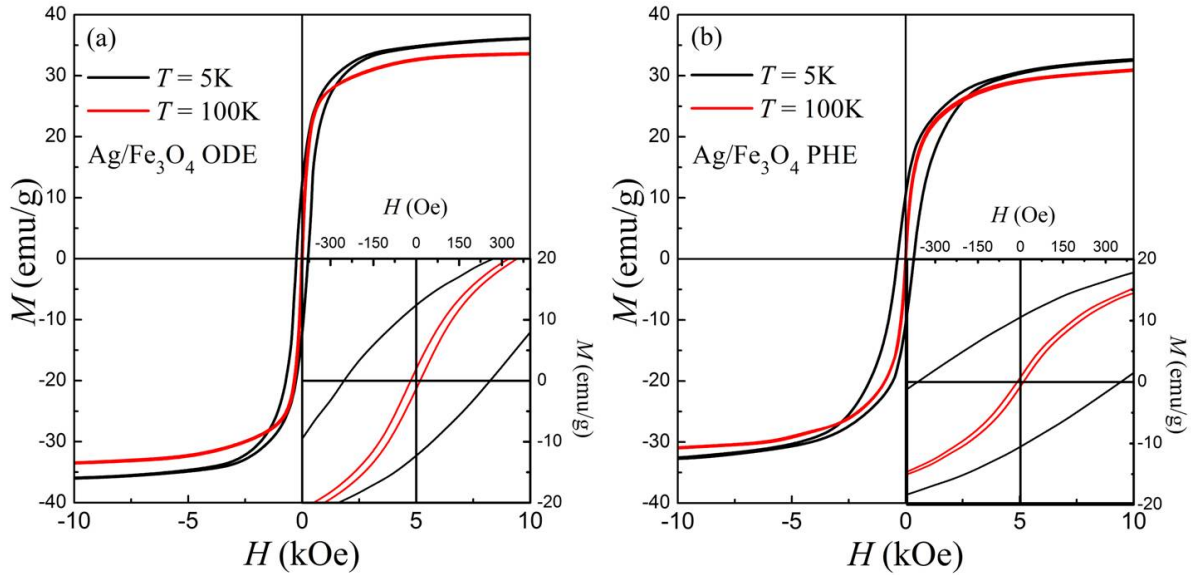 (a)
T = 5K
T = 100K
Ag/Fe3O4 ODE
40
30
20
10
0
-10
-20
-30
-40
M (emu/g)
-10 -5 0 5 10
H (kOe)
H (Oe)
-300 -150 0 150 300
20
10
0
-10
-20
M (emu/g)
(b)
T = 5K
T = 100K
Ag/Fe3O4 PHE
40
30
20
10
0
-10
-20
-30
-40
M (emu/g)
-10 -5 0 5 10
H (kOe)
H (Oe)
-300 -150 0 150 300
20
10
0
-10
-20
M (emu/g)